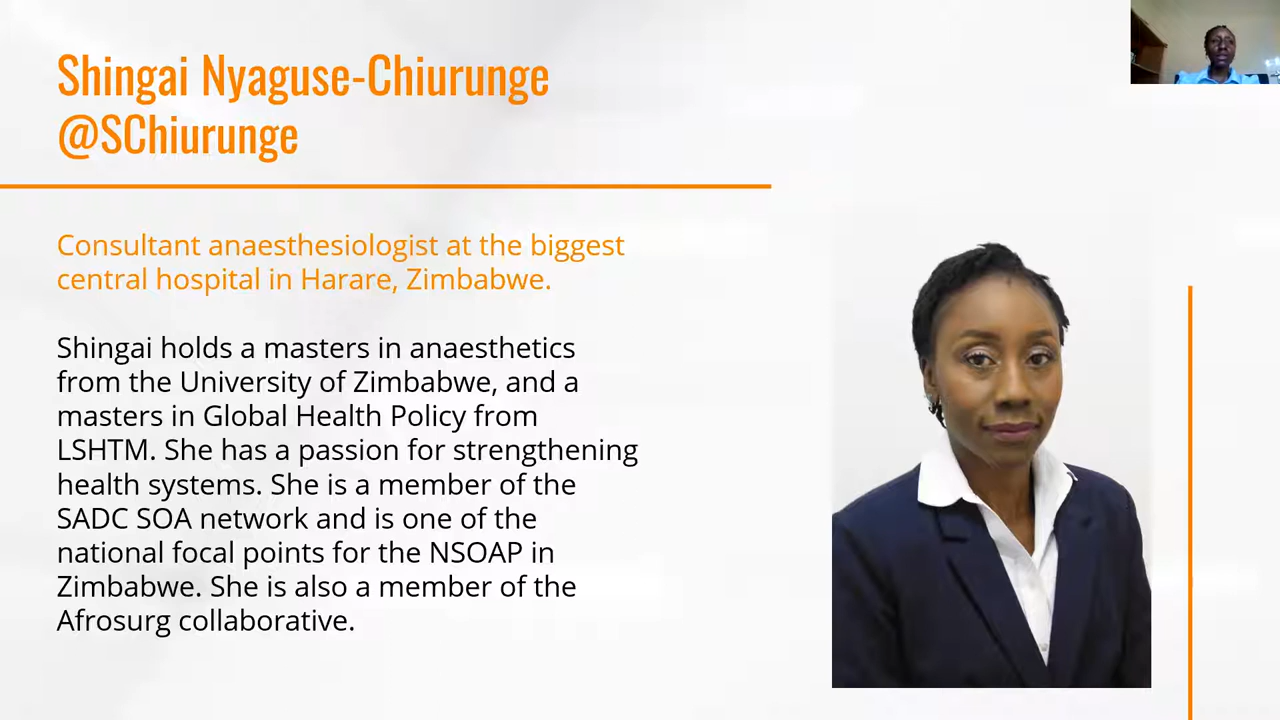 Shingai Nyaguse-Chiurunge
@SChiurunge
Consultant anaesthesiologist at the biggest
central hospital in Harare, Zimbabwe.
Shingai holds a masters in anaesthetics
from the University of Zimbabwe, and a
masters in Global Health Policy from
LSHTM. She has a passion for strengthening
health systems. She is a member of the
SADC SOA network and is one of the
national focal points for the NSOAP in
Zimbabwe. She is also a member of the
Afrosurg collaborative.